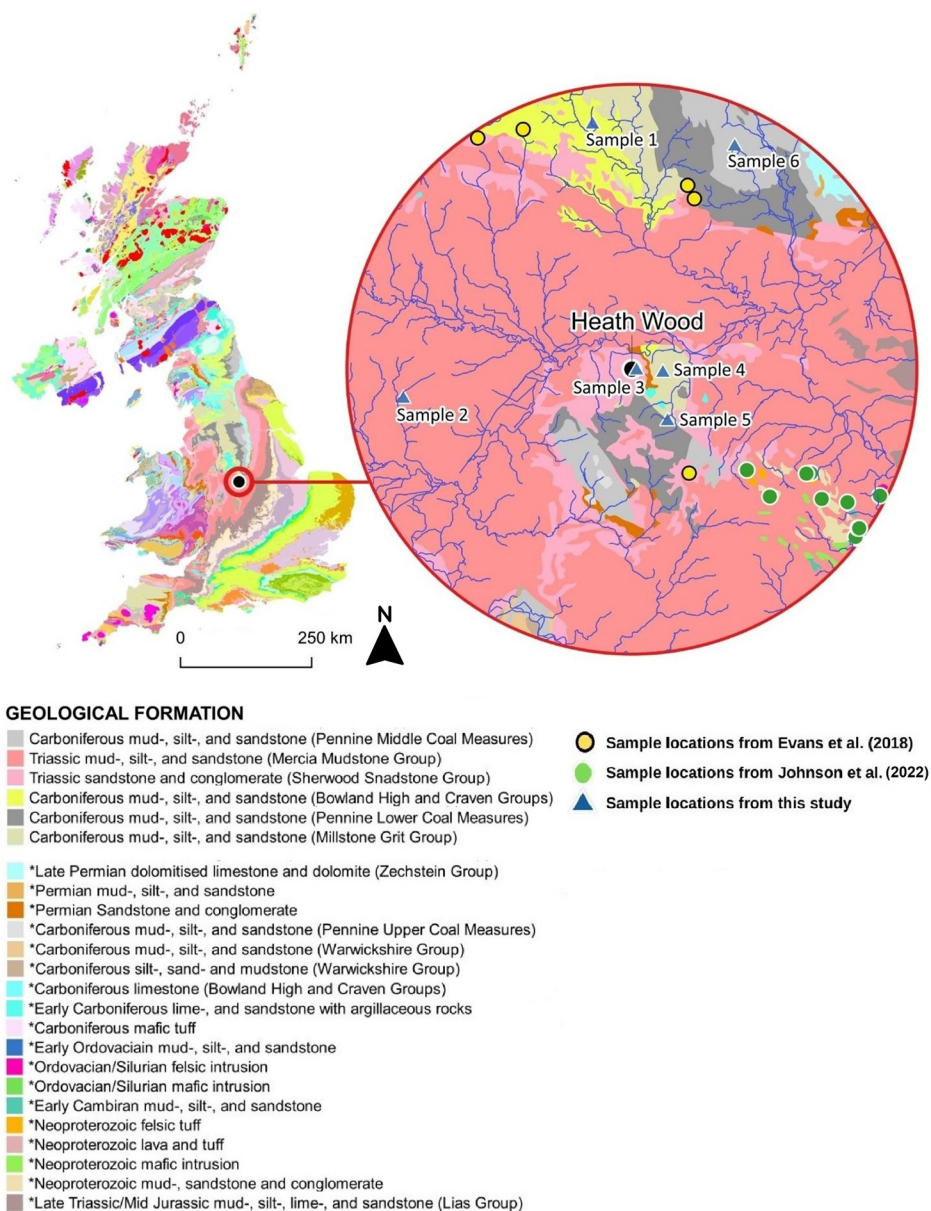 Sample 1
Sample 6
Heath Wood
Sample 3
Sample 4
Sample 2
Sample 5
N
0 250 km
GEOLOGICAL FORMATION
Carboniferous mud-, silt-, and sandstone (Pennine Middle Coal Measures)
Triassic mud-, silt-, and sandstone (Mercia Mudstone Group)
Triassic sandstone and conglomerate (Sherwood Snadstone Group)
Carboniferous mud-, silt-, and sandstone (Bowland High and Craven Groups)
Carboniferous mud-, silt-, and sandstone (Pennine Lower Coal Measures)
Carboniferous mud-, silt-, and sandstone (Millstone Grit Group)
*Late Permian dolomitised limestone and dolomite (Zechstein Group)
*Permian mud-, silt-, and sandstone
*Permian Sandstone and conglomerate
*Carboniferous mud-, silt-, and sandstone (Pennine Upper Coal Measures)
*Carboniferous mud-, silt-, and sandstone (Warwickshire Group)
*Carboniferous silt-, sand- and mudstone (Warwickshire Group)
*Carboniferous limestone (Bowland High and Craven Groups)
*Early Carboniferous lime-, and sandstone with argillaceous rocks
*Carboniferous mafic tuff
*Early Ordovaciain mud-, silt-, and sandstone
*Ordovacian/Silurian felsic intrusion
*Ordovacian/Silurian mafic intrusion
*Early Cambiran mud-, silt-, and sandstone
*Neoproterozoic felsic tuff
*Neoproterozoic lava and tuff
*Neoproterozoic mafic intrusion
*Neoproterozoic mud-, sandstone and conglomerate
*Late Triassic/Mid Jurassic mud-, silt-, lime-, and sandstone (Lias Group)
Sample locations from Evans et al. (2018)
Sample locations from Johnson et al. (2022)
Sample locations from this study